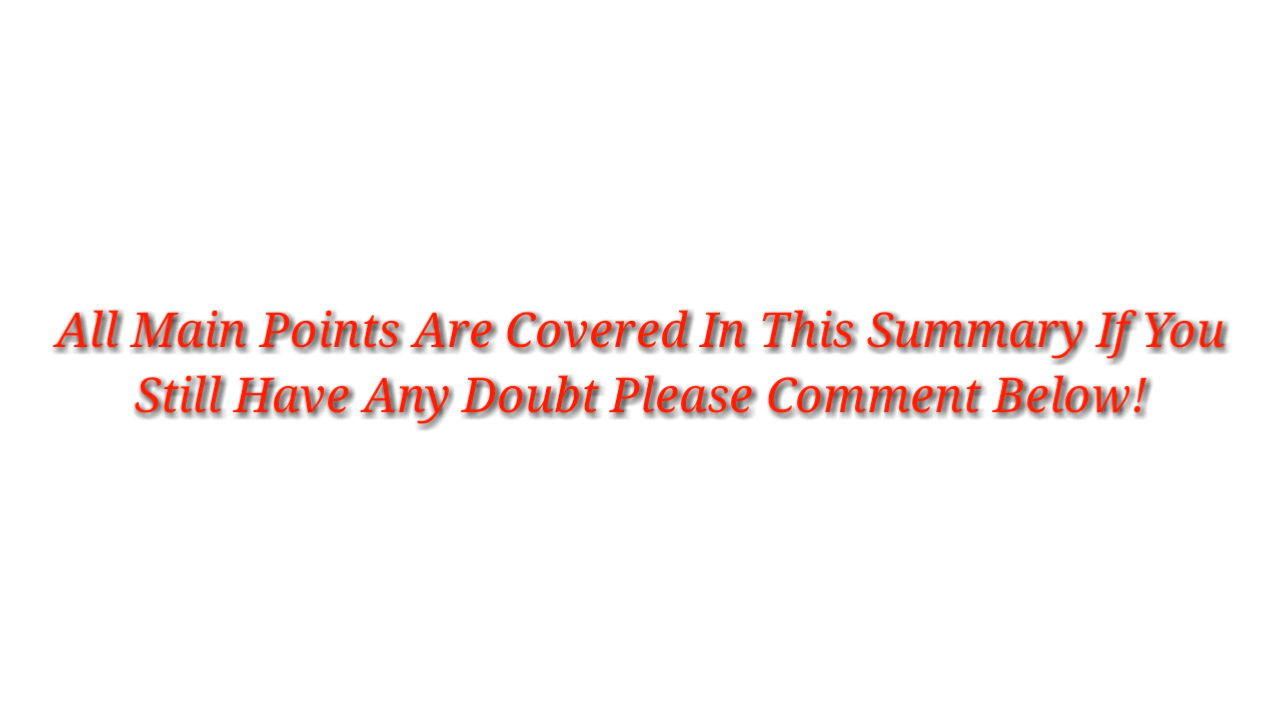 All Main Points Are Covered In This Summary If You
Still Have Any Doubt Please Comment Below!